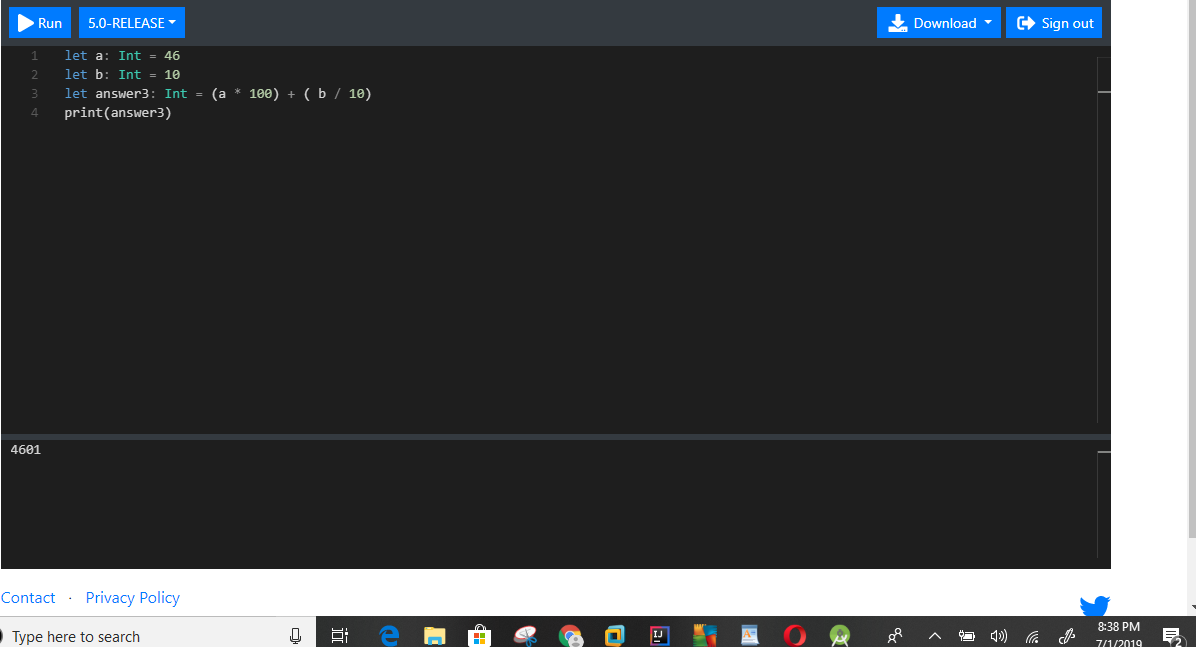 Run 5.0-RELEASE Download Sign out
1 let a: Int = 46
2 let b: Int = 10
3 let answer3: Int = (a * 100) + ( b / 10)
4 print(answer3)
4601
Contact · Privacy Policy
Type here to search
8:38 PM
7/1/2019
2